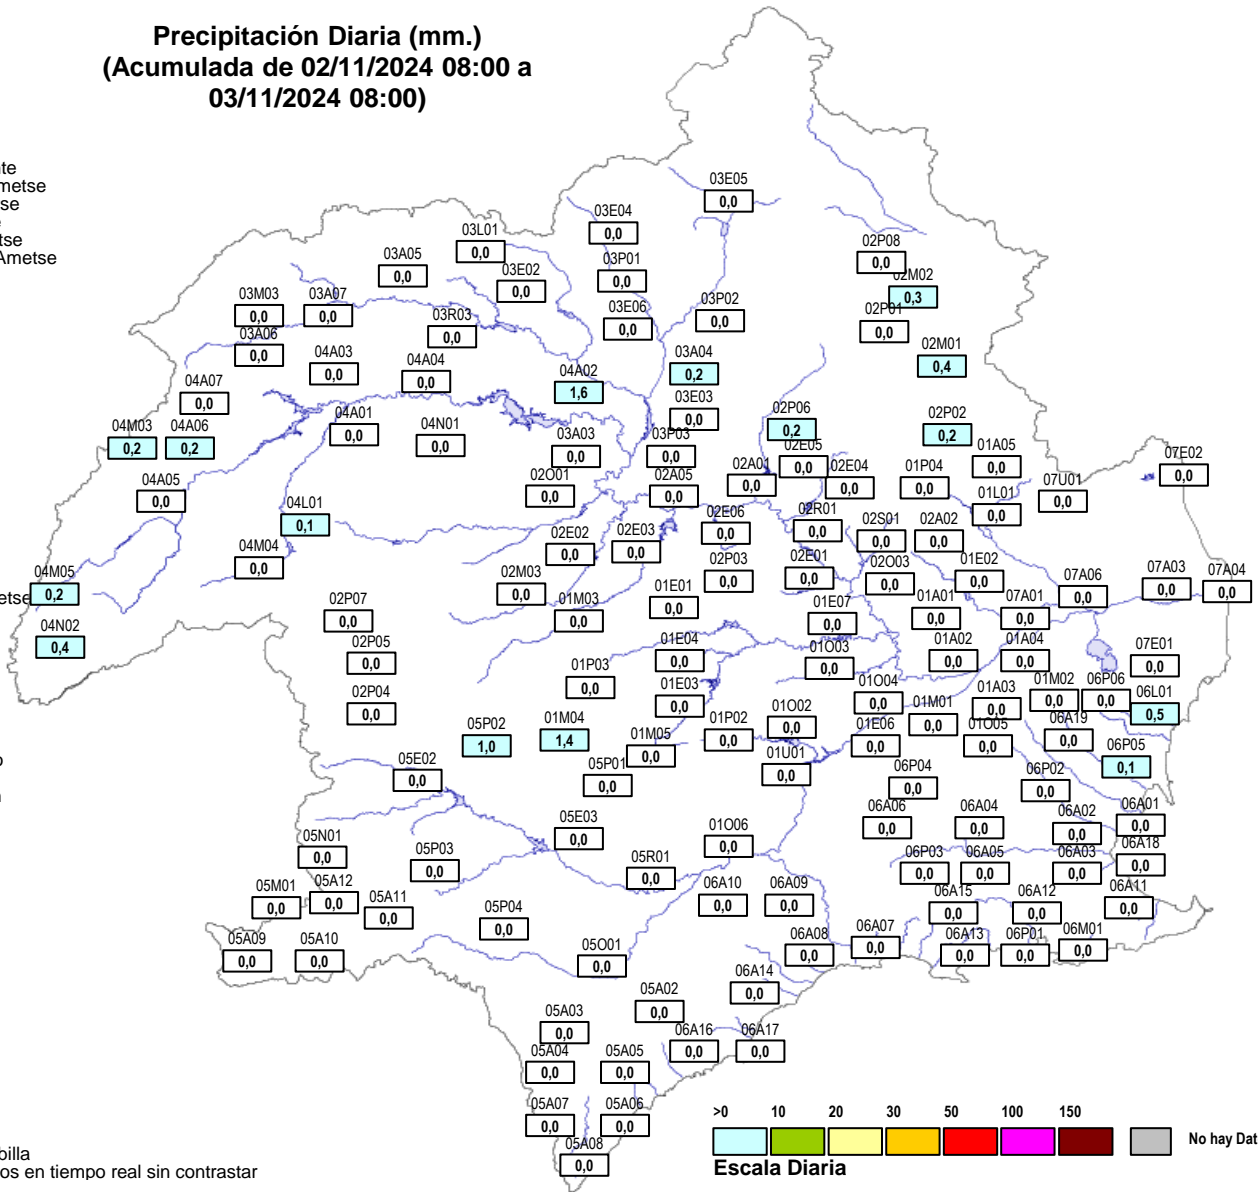 Precipitación Diaria (mm.)
(Acumulada de 02/11/2024 08:00 a
03/11/2024 08:00)
03E05
0,0
03E04
0,0
03L01
0,0
02P08
0,0
03A05
0,0
03P01
0,0
03E02
0,0
02M02
0,3
03M03
0,0
03A07
0,0
03P02
0,0
03E06
0,0
02P01
0,0
03R03
0,0
03A06
0,0
04A03
0,0
04A04
0,0
03A04
0,2
02M01
0,4
04A02
1,6
04A07
0,0
03E03
0,0
04A01
0,0
02P06
0,2
02P02
0,2
04M03
0,2
04A06
0,2
04N01
0,0
03A03
0,0
03P03
0,0
02E05
0,0
01A05
0,0
07E02
0,0
02A01
0,0
02E04
0,0
01P04
0,0
04A05
0,0
02O01
0,0
02A05
0,0
07U01
0,0
01L01
0,0
04L01
0,1
02E06
0,0
02R01
0,0
02S01
0,0
02A02
0,0
02E02
0,0
02E03
0,0
04M04
0,0
02P03
0,0
02E01
0,0
02O03
0,0
01E02
0,0
07A03
0,0
07A04
0,0
04M05
0,2
02M03
0,0
07A06
0,0
01E01
0,0
02P07
0,0
01M03
0,0
01E07
0,0
01A01
0,0
07A01
0,0
04N02
0,4
02P05
0,0
01E04
0,0
01O03
0,0
01A02
0,0
01A04
0,0
07E01
0,0
01P03
0,0
02P04
0,0
01E03
0,0
01O04
0,0
01A03
0,0
01M02
0,0
06P06
0,0
06L01
0,5
05P02
1,0
01M04
1,4
01P02
0,0
01O02
0,0
01M01
0,0
01E06
0,0
01O05
0,0
06A19
0,0
01M05
0,0
06P05
0,1
05E02
0,0
05P01
0,0
01U01
0,0
06P04
0,0
06P02
0,0
06A06
0,0
06A04
0,0
06A02
0,0
06A01
0,0
05E03
0,0
01O06
0,0
05N01
0,0
05P03
0,0
05R01
0,0
06P03
0,0
06A05
0,0
06A03
0,0
06A18
0,0
05M01
0,0
05A12
0,0
05A11
0,0
06A10
0,0
06A09
0,0
06A15
0,0
06A12
0,0
06A11
0,0
05P04
0,0
05A09
0,0
05A10
0,0
05O01
0,0
06A08
0,0
06A07
0,0
06A13
0,0
06P01
0,0
06M01
0,0
06A14
0,0
05A02
0,0
05A03
0,0
06A16
0,0
06A17
0,0
05A04
0,0
05A05
0,0
05A07
0,0
05A06
0,0
05A08
0,0
>0 10 20 30 50 100 150
No hay Dat
Escala Diaria
nte
metse
tse
Ametse
etse
billa
os en tiempo real sin contrastar